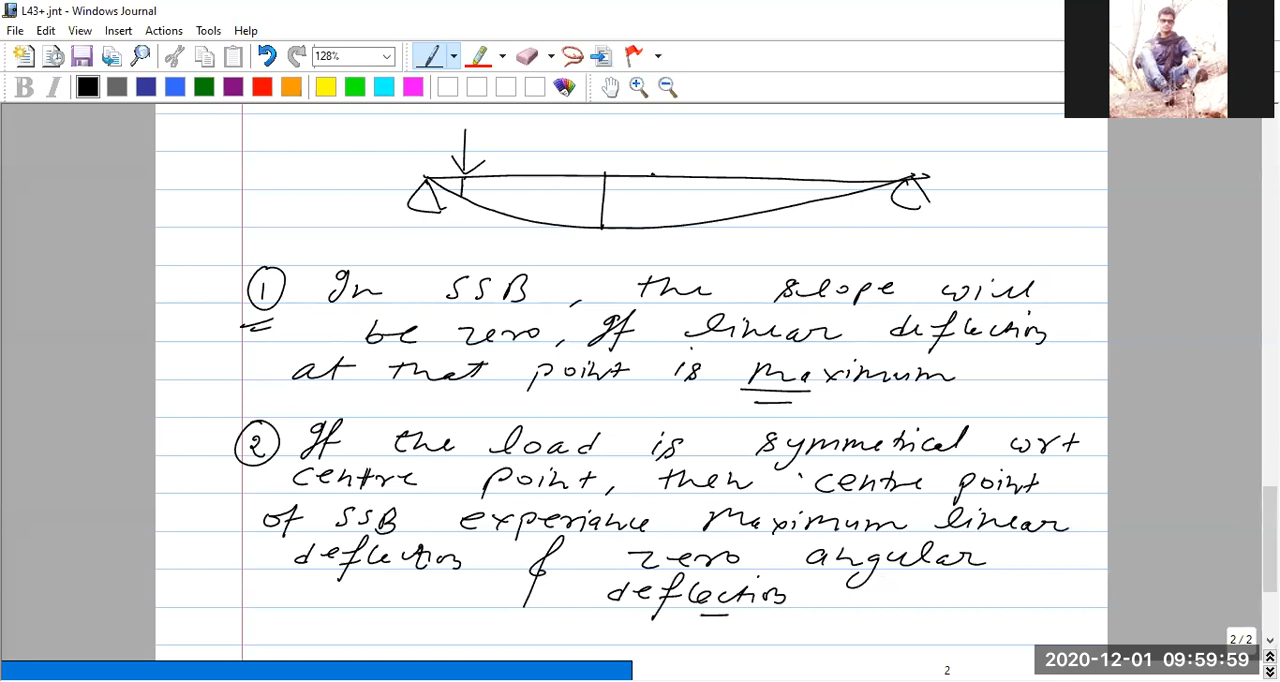 L43+.jnt - Windows Journal
File Edit View Insert Actions Tools Help
128%
B I
① In SSB, the slope will
be zero, If linear deflection
at that point is maximum
② If the load is symmetrical wrt
centre point, then centre point
of SSB experiance maximum linear
deflection & zero angular
deflection
2/2
2
2020-12-01 09:59:59